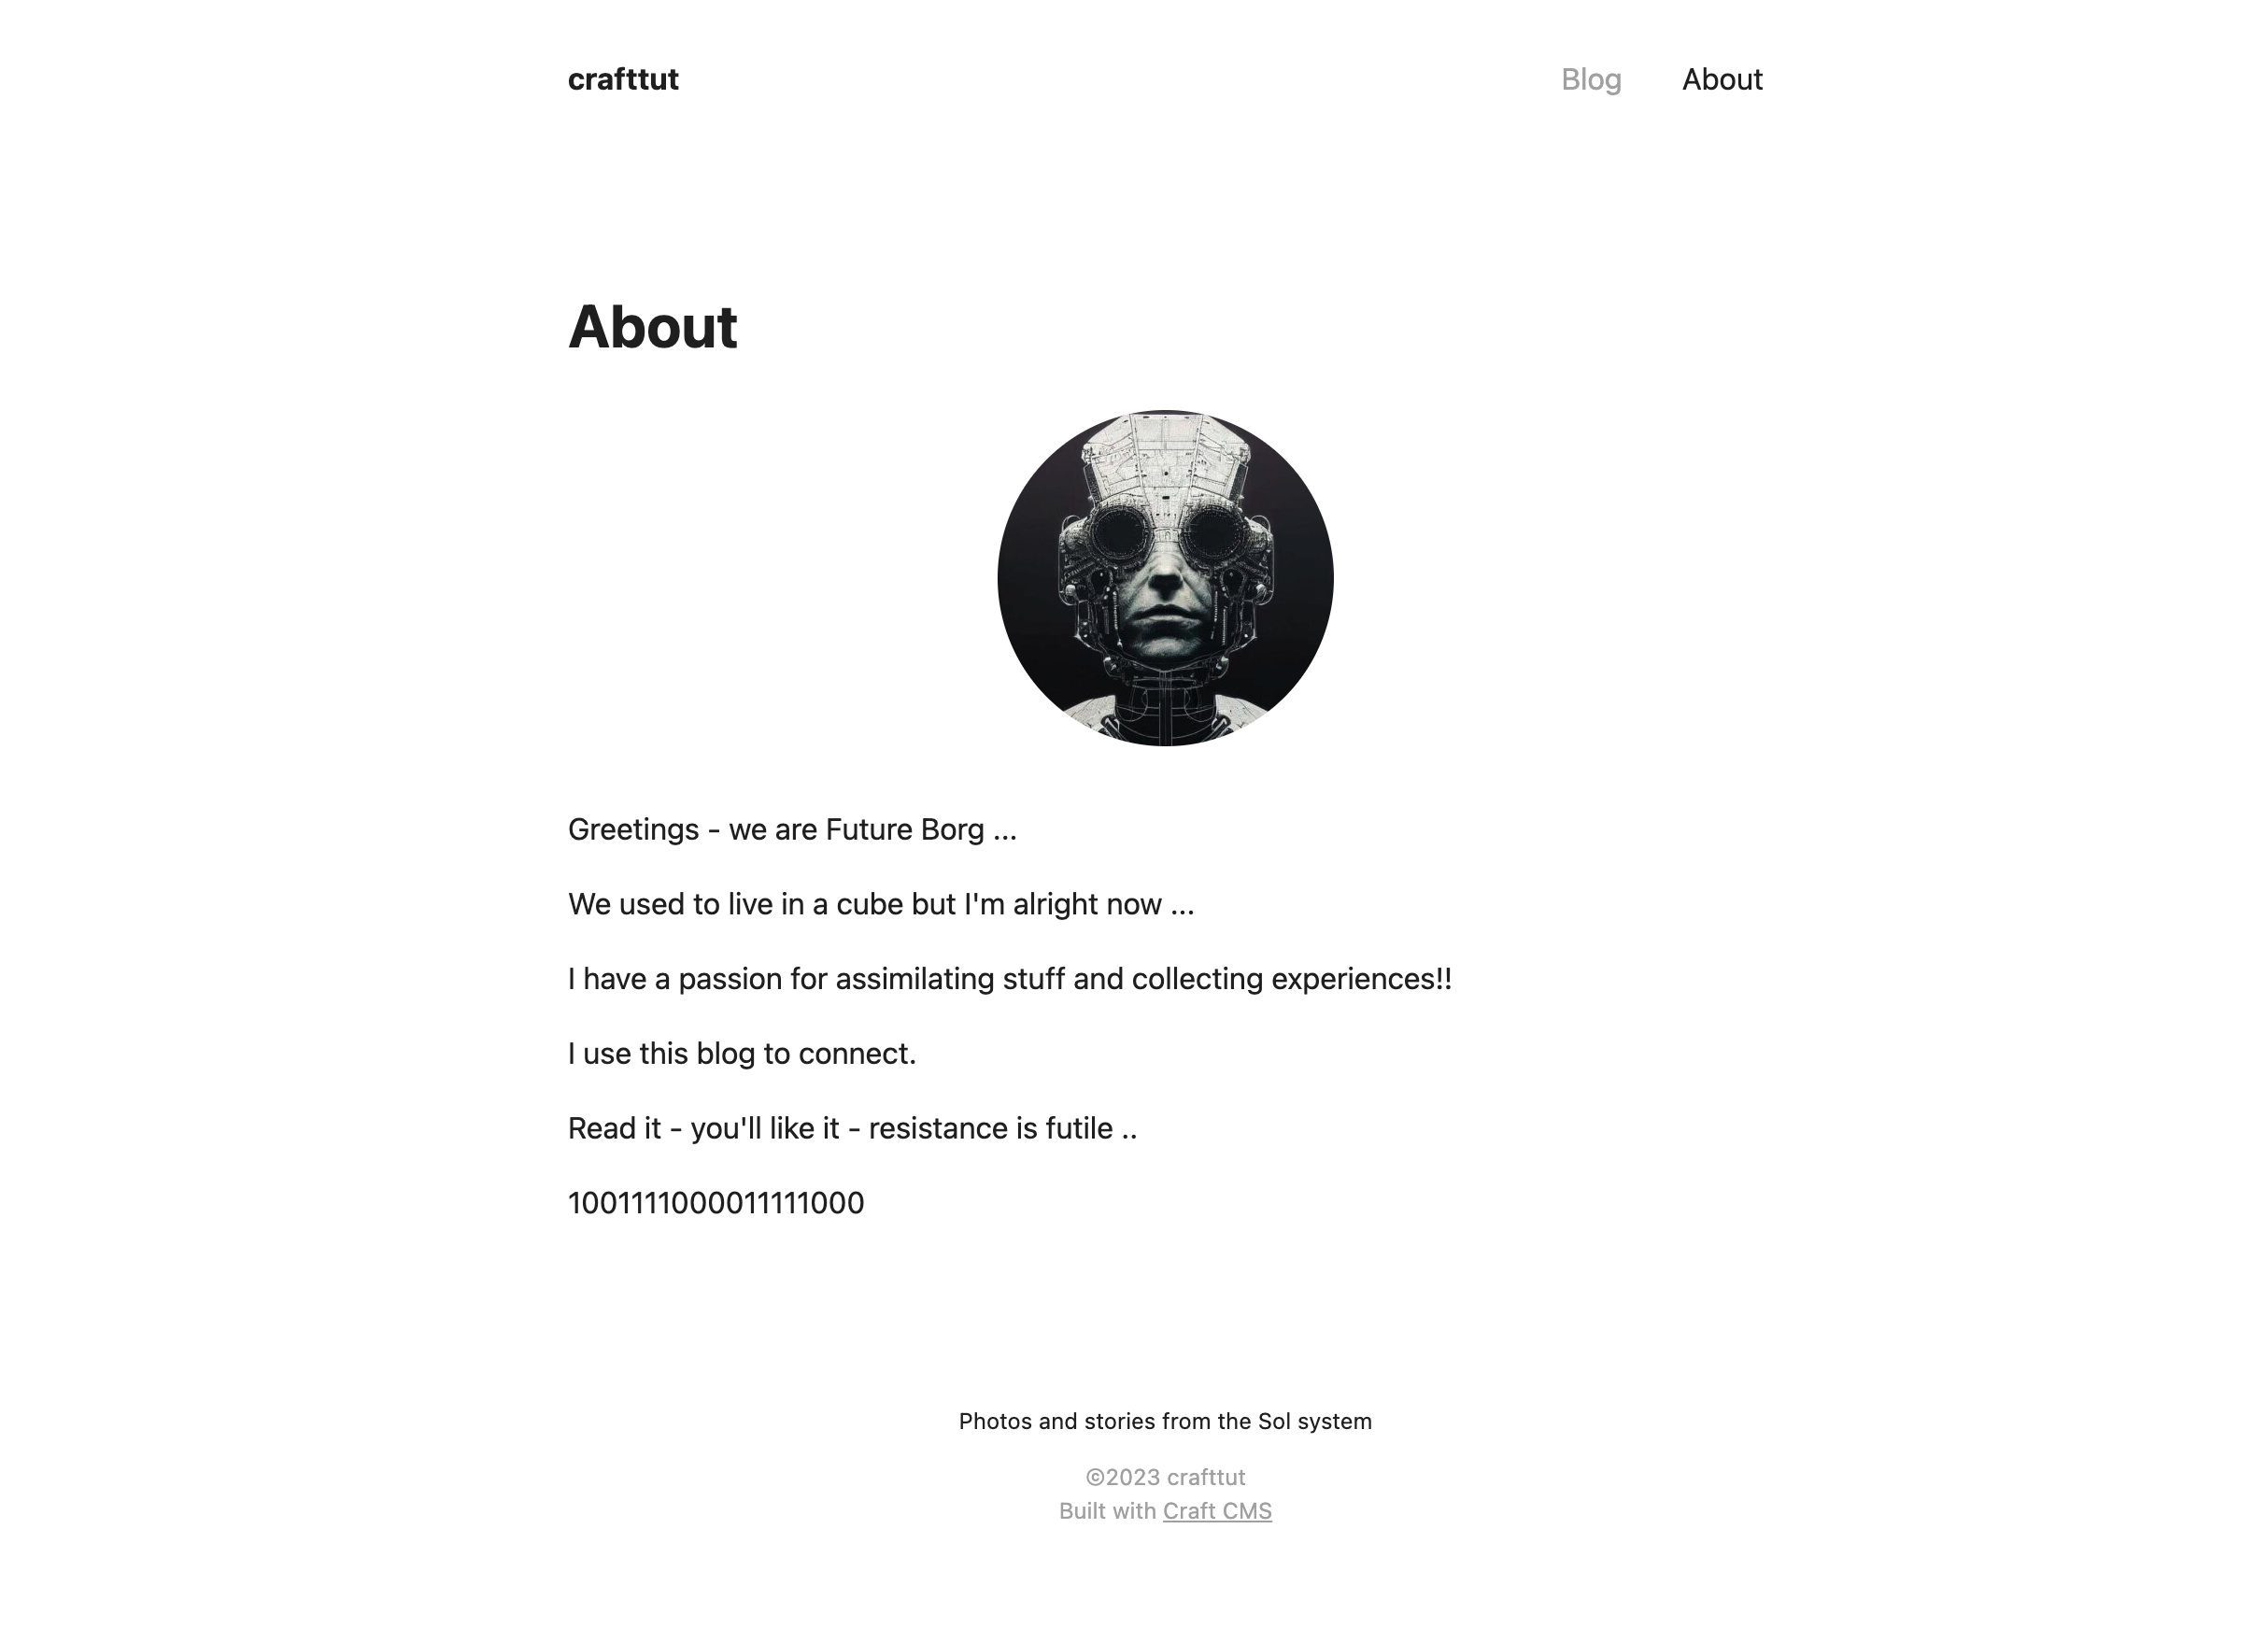 crafttut
Blog
About
About
Greetings - we are Future Borg ...
We used to live in a cube but I'm alright now ...
I have a passion for assimilating stuff and collecting experiences!!
I use this blog to connect.
Read it - you'll like it - resistance is futile ..
1001111000011111000
Photos and stories from the Sol system
©2023 crafttut
Built with Craft CMS